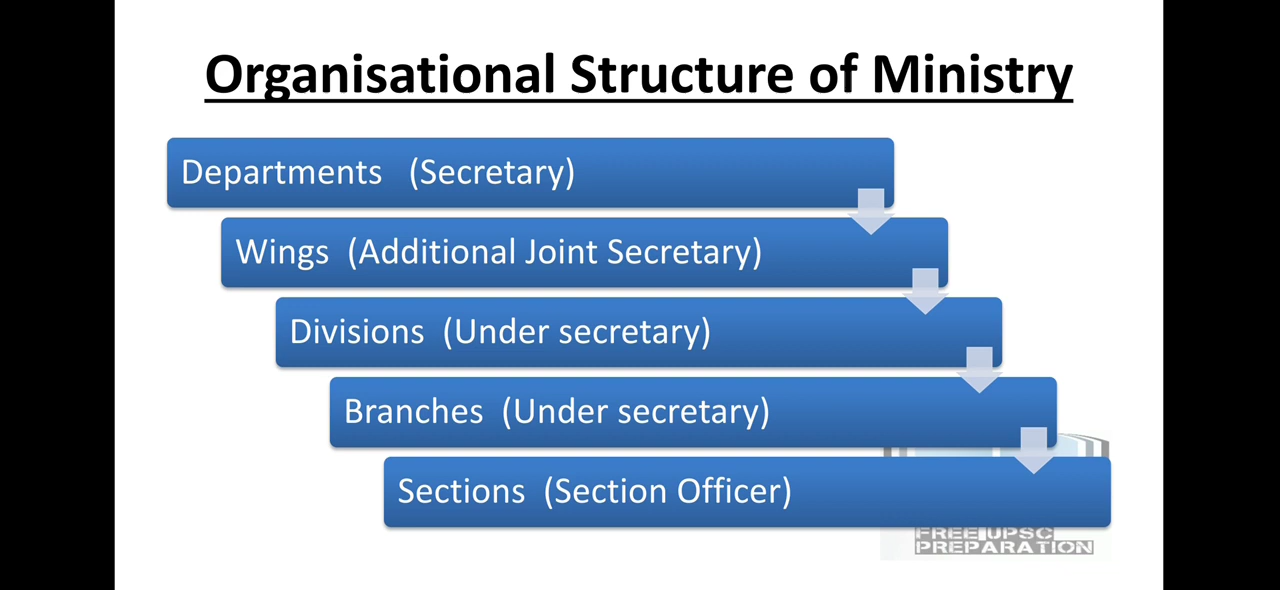 Organisational Structure of Ministry
Departments (Secretary)
Wings (Additional Joint Secretary)
Divisions (Under secretary)
Branches (Under secretary)
Sections (Section Officer)
FREE UPSC
PREPARATION